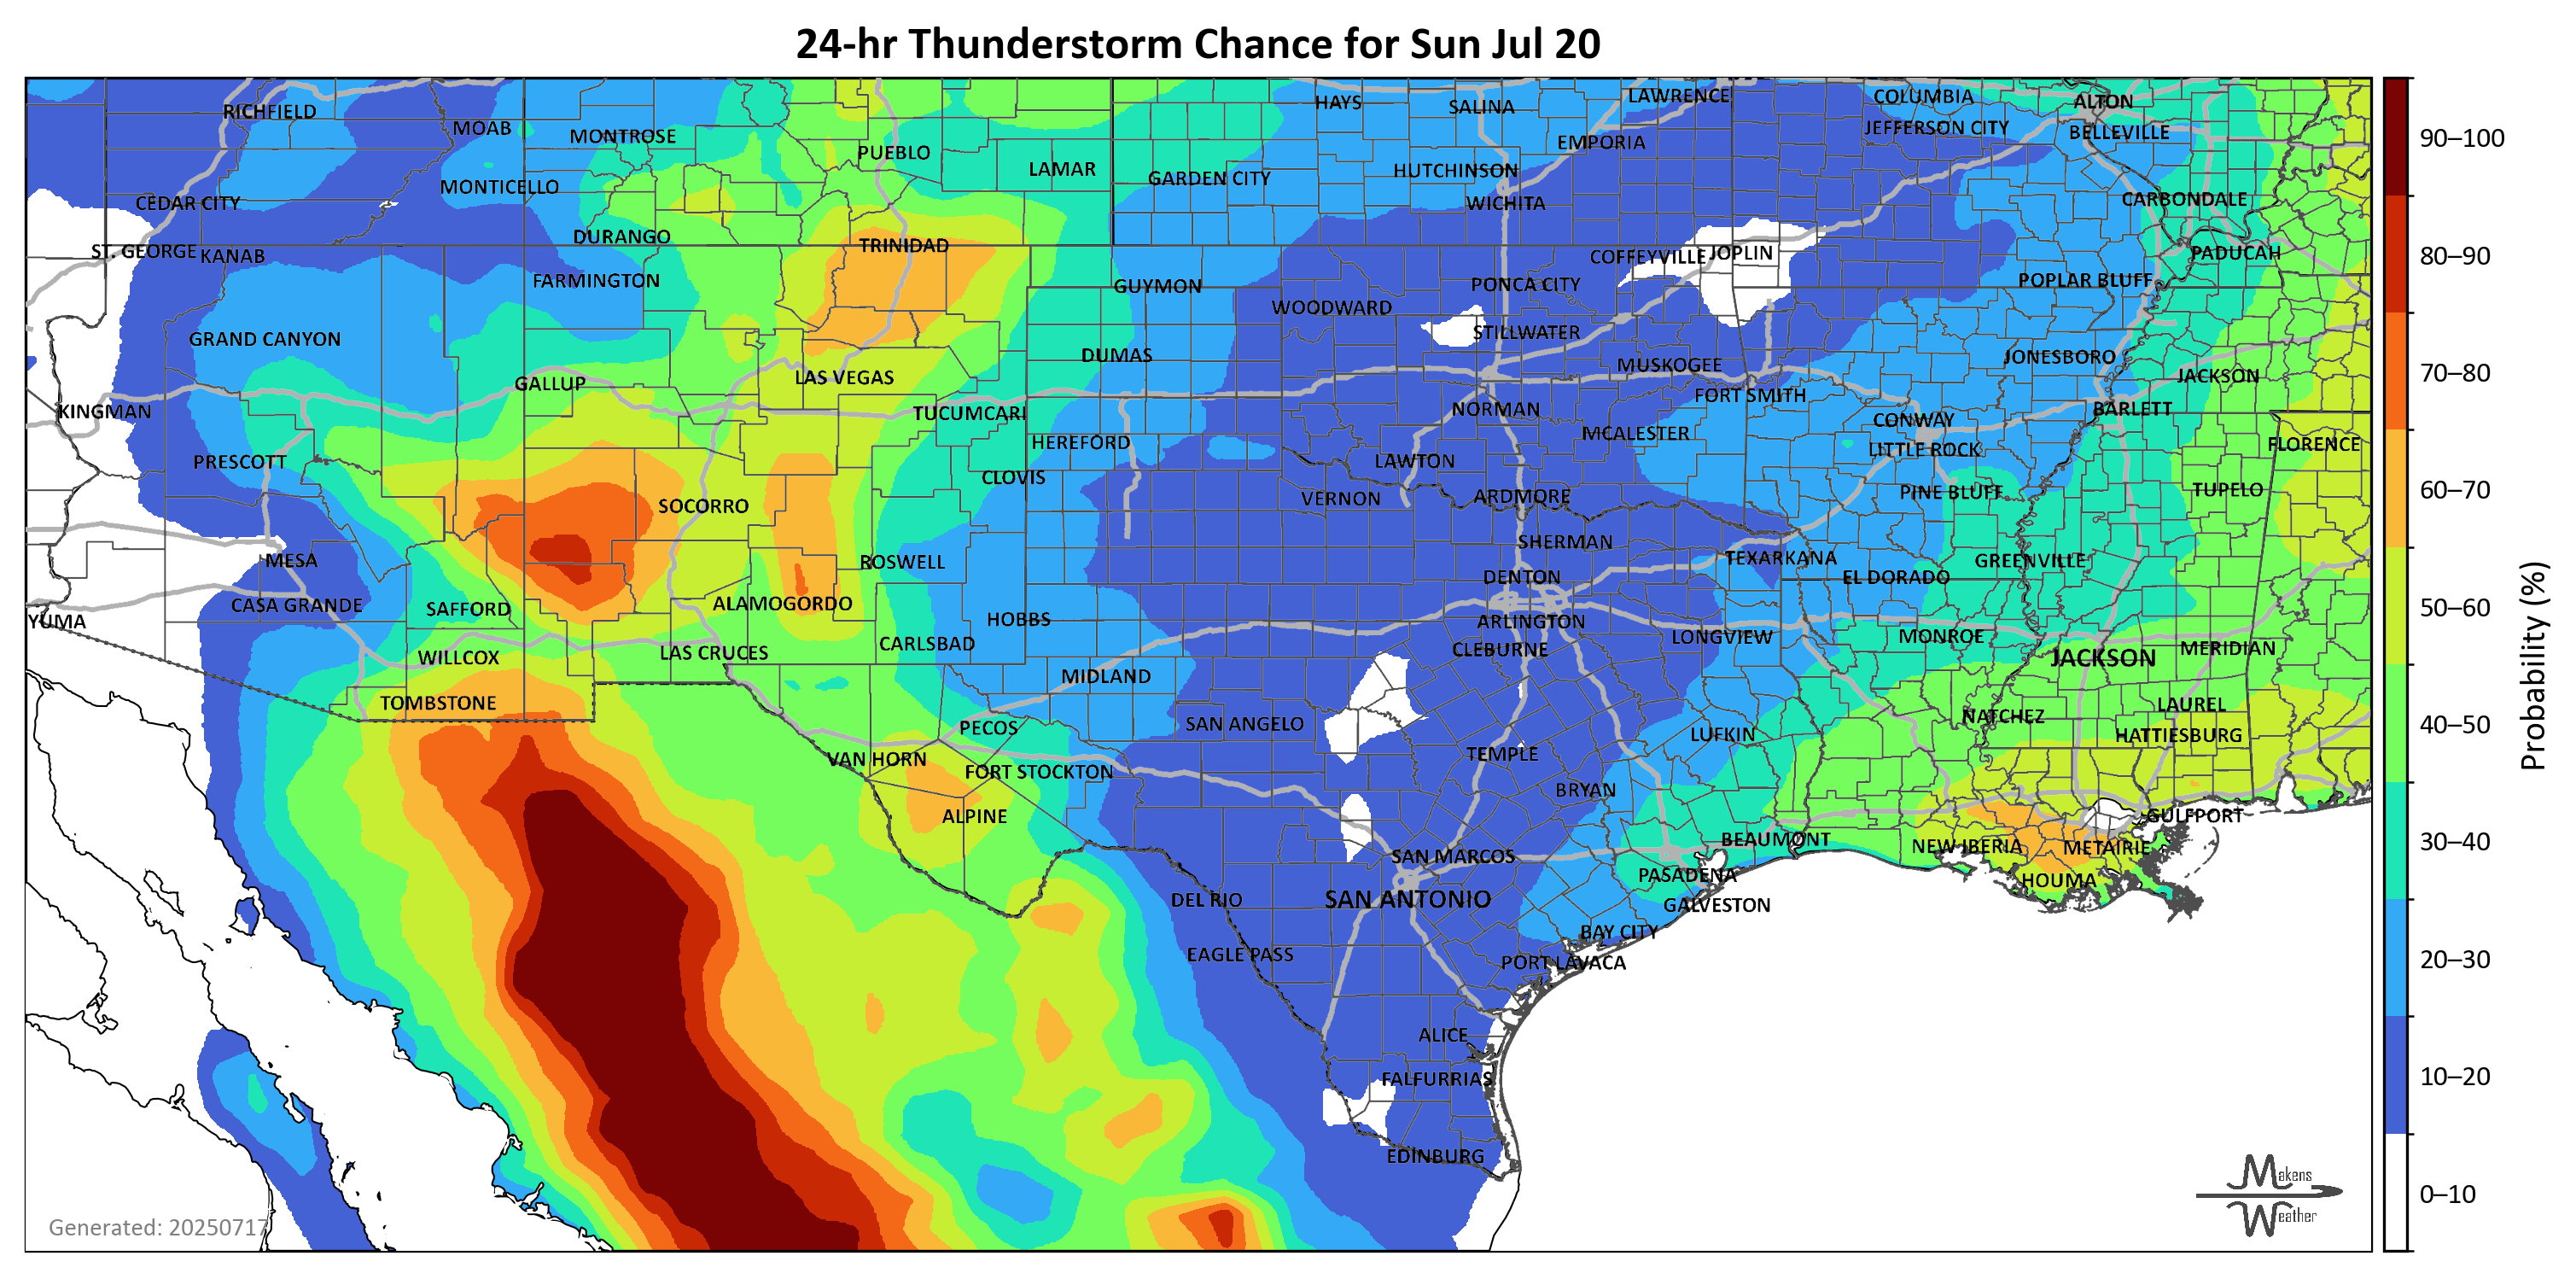 24-hr Thunderstorm Chance for Sun Jul 20
RICHFIELD
MOAB
MONTROSE
PUEBLO
LAMAR
GARDEN CITY
HAYS
SALINA
LAWRENCE
EMPORIA
HUTCHINSON
WICHITA
COLUMBIA
JEFFERSON CITY
ALTON
BELLEVILLE
CARBONDALE
PADUCAH
CEDAR CITY
MONTICELLO
ST. GEORGE
KANAB
DURANGO
FARMINGTON
TRINIDAD
GUYMON
WOODWARD
PONCA CITY
COFFEYVILLE
JOPLIN
POPLAR BLUFF
GRAND CANYON
GALLUP
LAS VEGAS
DUMAS
STILLWATER
MUSKOGEE
FORT SMITH
JONESBORO
JACKSON
BARLETT
KINGMAN
TUCUMCARI
HEREFORD
NORMAN
MCALESTER
CONWAY
LITTLE ROCK
FLORENCE
PRESCOTT
SOCORRO
CLOVIS
LAWTON
VERNON
ARDMORE
PINE BLUFF
TUPELO
MESA
ROSWELL
SHERMAN
DENTON
TEXARKANA
EL DORADO
GREENVILLE
YUMA
CASA GRANDE
SAFFORD
ALAMOGORDO
HOBBS
CARLSBAD
ARLINGTON
CLEBURNE
LONGVIEW
MONROE
JACKSON
MERIDIAN
WILLCOX
LAS CRUCES
MIDLAND
TOMBSTONE
PECOS
SAN ANGELO
TEMPLE
LUFKIN
NATCHEZ
LAUREL
HATTIESBURG
VAN HORN
FORT STOCKTON
ALPINE
BRYAN
BEAUMONT
NEW IBERIA
METAIRIE
GULFPORT
HOUMA
SAN MARCOS
PASADENA
DEL RIO
SAN ANTONIO
GALVESTON
BAY CITY
EAGLE PASS
PORT LAVACA
ALICE
FALFURRIAS
EDINBURG
Generated: 20250717
Makens
Weather
90–100
80–90
70–80
60–70
50–60
40–50
30–40
20–30
10–20
0–10
Probability (%)